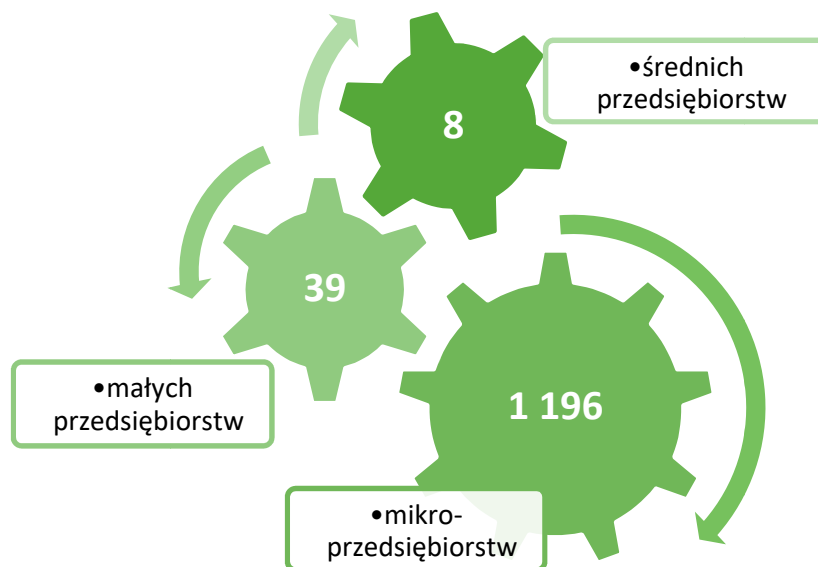 8
•średnich
przedsiębiorstw
39
•małych
przedsiębiorstw
1 196
•mikro-
przedsiębiorstw